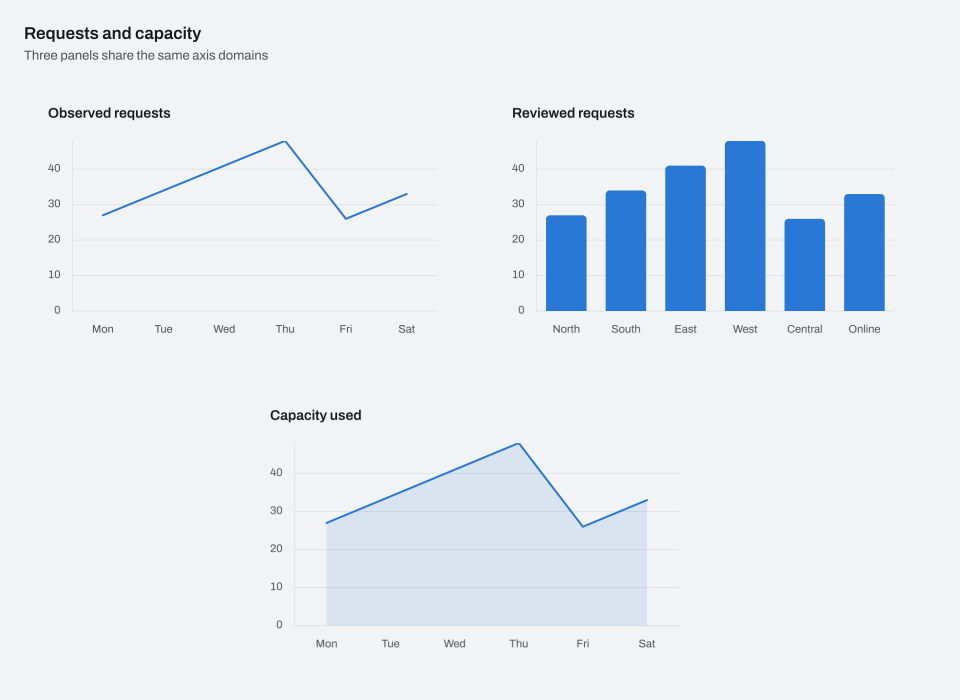 Requests and capacity
Three panels share the same axis domains
Observed requests
40
30
20
10
0
Mon Tue Wed Thu Fri Sat
Reviewed requests
40
30
20
10
0
North South East West Central Online
Capacity used
40
30
20
10
0
Mon Tue Wed Thu Fri Sat